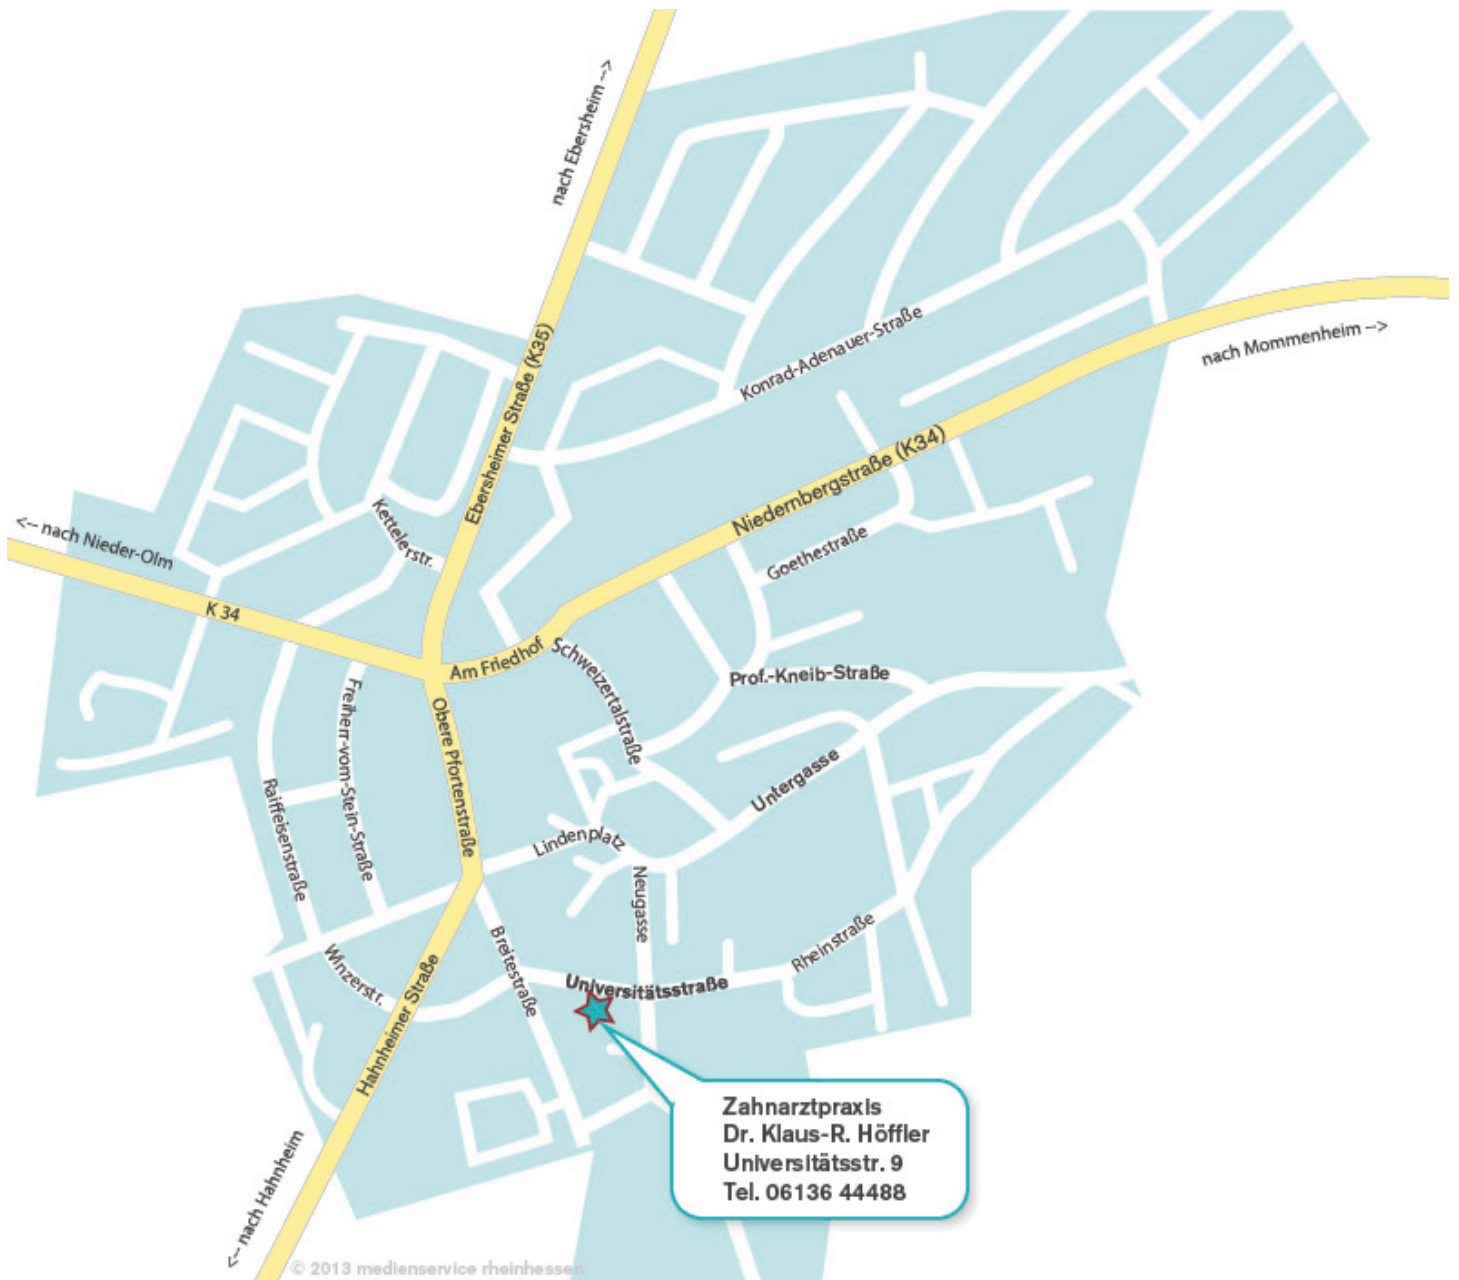 nach Ebersheim -->
Ebersheimer Straße (K35)
Konrad-Adenauer-Straße
nach Mommenheim -->
Niedernbergstraße (K34)
Kettelerstr.
<-- nach Nieder-Olm
K 34
Goethestraße
Am Friedhof
Schweizertalstraße
Prof.-Kneib-Straße
Freiherr-vom-Stein-Straße
Obere Pfortenstraße
Raiffeisenstraße
Untergasse
Lindenplatz
Neugasse
Breitestraße
Rheinstraße
Winzerstr.
Hahnheimer Straße
Universitätsstraße
Zahnarztpraxis
Dr. Klaus-R. Höffler
Universitätsstr. 9
Tel. 06136 44488
<-- nach Hahnheim
© 2013 medienservice rheinhessen